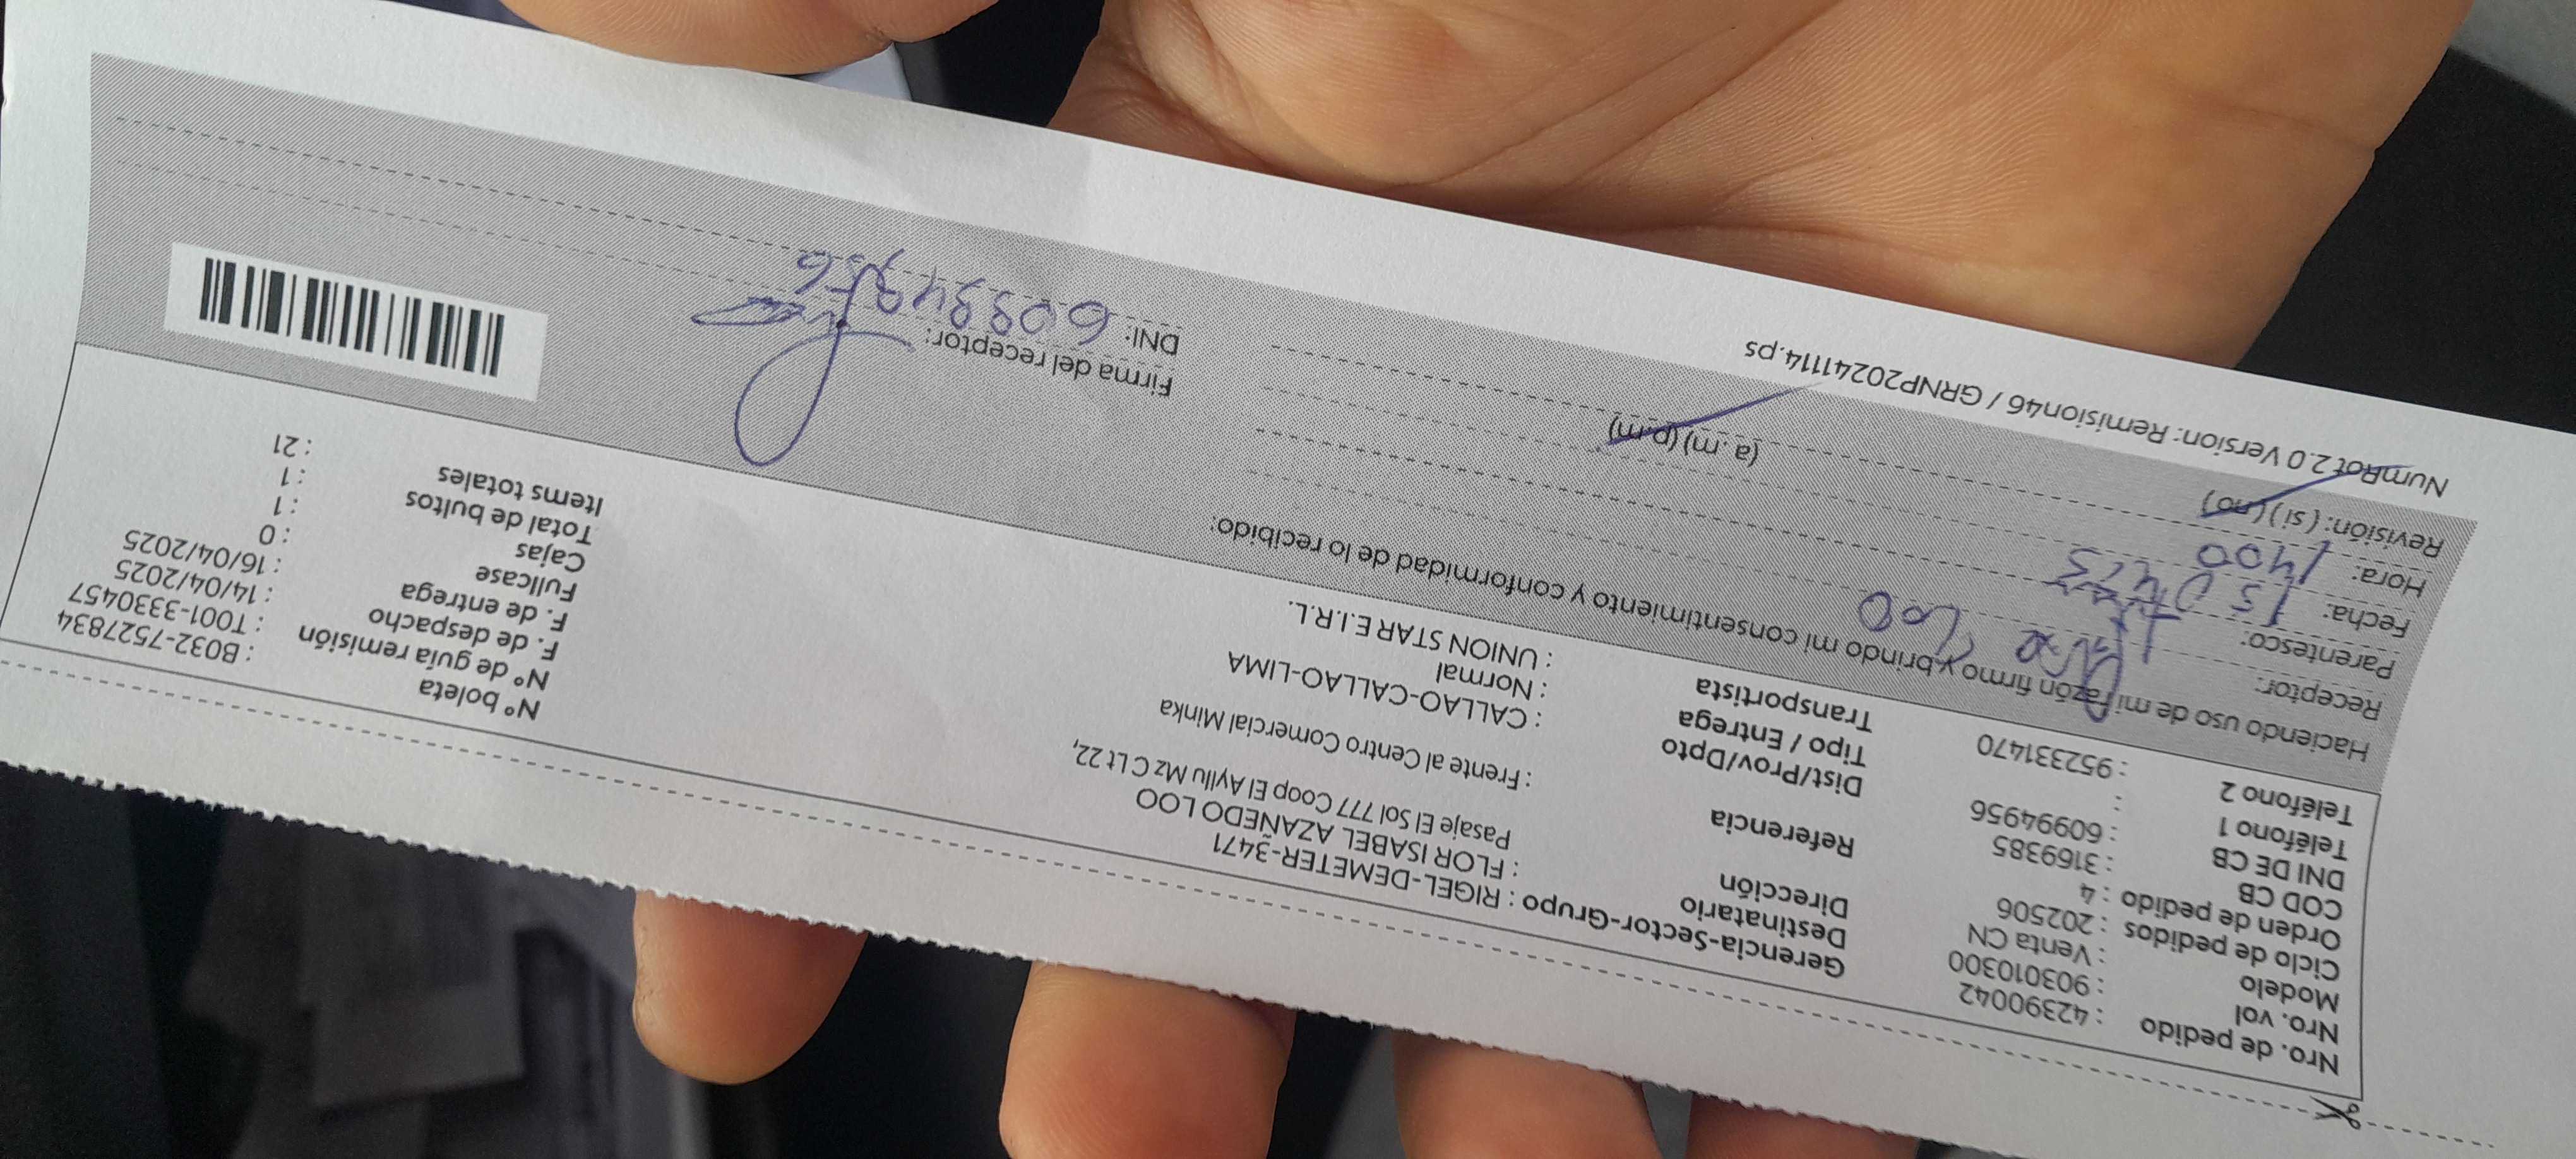 Nro. de pedido : 42390042
Nro. vol : 903010300
Modelo : Venta CN
Ciclo de pedidos : 202506
Orden de pedido : 4
COD CB : 3169385
DNI DE CB : 60994956
Teléfono 1 :
Teléfono 2 : 952331470
Gerencia-Sector-Grupo : RIGEL-DEMETER-3471
Destinatario : FLOR ISABEL AZAÑEDO LOO
Dirección Pasaje El Sol 777 Coop El Ayllu Mz C Lt 22,
Referencia : Frente al Centro Comercial Minka
Dist/Prov/Dpto : CALLAO-CALLAO-LIMA
Tipo / Entrega : Normal
Transportista : UNION STAR E.I.R.L.
Nº boleta : B032-7527834
Nº de guía remisión : T001-3330457
F. de despacho : 14/04/2025
F. de entrega : 16/04/2025
Fullcase : 0
Cajas : 1
Total de bultos : 1
Items totales : 21
Haciendo uso de mi razón firmo y brindo mi consentimiento y conformidad de lo recibido:
Receptor: Loo
Parentesco:
Fecha: 15
Hora: 1400 (a. m) (p.m)
Revisión: (si) (no)
Firma del receptor:
DNI:
NumRot2.0 Version: Remision46 / GRNP20241114.ps